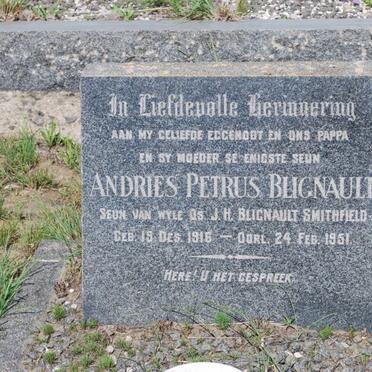 In Liefdevolle Herinnering
AAN MY GELIEFDE EGGENOOT EN ONS PAPPA
EN SY MOEDER SE ENIGSTE SEUN
ANDRIES PETRUS BLIGNAULT
SEUN VAN WYLE DS. J.H. BLIGNAULT SMITHFIELD
GEB. 15 DES. 1916 — OORL. 24 FEB. 1951.
HERE! U HET GESPREEK